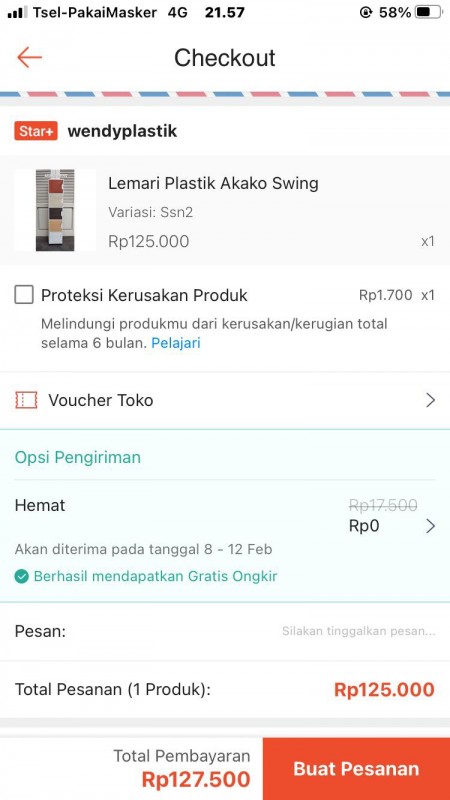 Tsel-PakaiMasker 4G 21.57 58%
Checkout
Star+ wendyplastik
Lemari Plastik Akako Swing
Variasi: Ssn2
Rp125.000 x1
Proteksi Kerusakan Produk Rp1.700 x1
Melindungi produkmu dari kerusakan/kerugian total
selama 6 bulan. Pelajari
Voucher Toko
Opsi Pengiriman
Hemat Rp17.500
Rp0
Akan diterima pada tanggal 8 - 12 Feb
Berhasil mendapatkan Gratis Ongkir
Pesan: Silakan tinggalkan pesan...
Total Pesanan (1 Produk): Rp125.000
Total Pembayaran
Rp127.500
Buat Pesanan